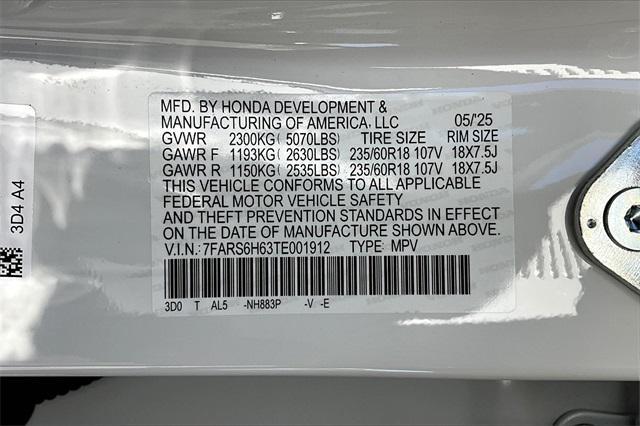 MFD. BY HONDA DEVELOPMENT &
MANUFACTURING OF AMERICA, LLC 05/'25
GVWR 2300KG(5070LBS) TIRE SIZE RIM SIZE
GAWR F 1193KG(2630LBS) 235/60R18 107V 18X7.5J
GAWR R 1150KG(2535LBS) 235/60R18 107V 18X7.5J
THIS VEHICLE CONFORMS TO ALL APPLICABLE
FEDERAL MOTOR VEHICLE SAFETY
AND THEFT PREVENTION STANDARDS IN EFFECT
ON THE DATE OF MANUFACTURE SHOWN ABOVE.
V.I.N: 7FARS6H63TE001912 TYPE: MPV
3D0 T AL5 -NH883P -V -E
3D4 A4